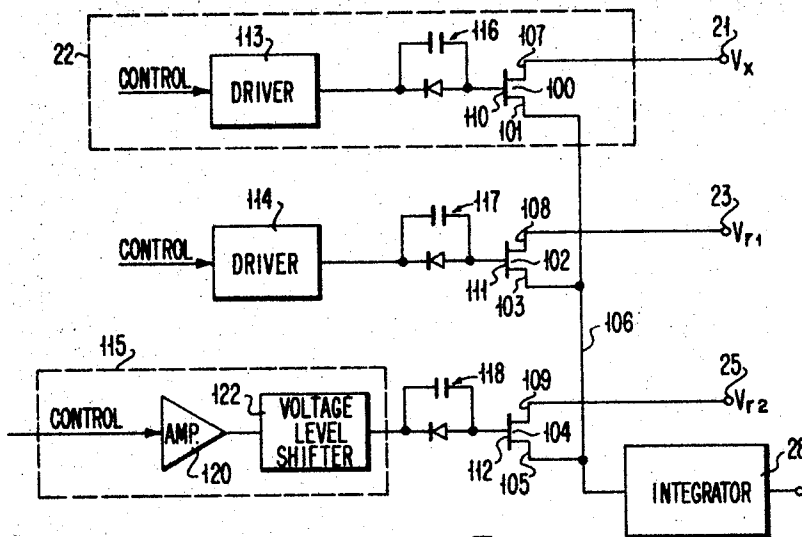 22
CONTROL
113
DRIVER
116
107
110
100
101
21
Vx
114
CONTROL
DRIVER
117
108
111
102
103
23
Vr1
106
115
CONTROL
AMP.
120
122
VOLTAGE
LEVEL
SHIFTER
118
109
112
104
105
25
Vr2
28
INTEGRATOR